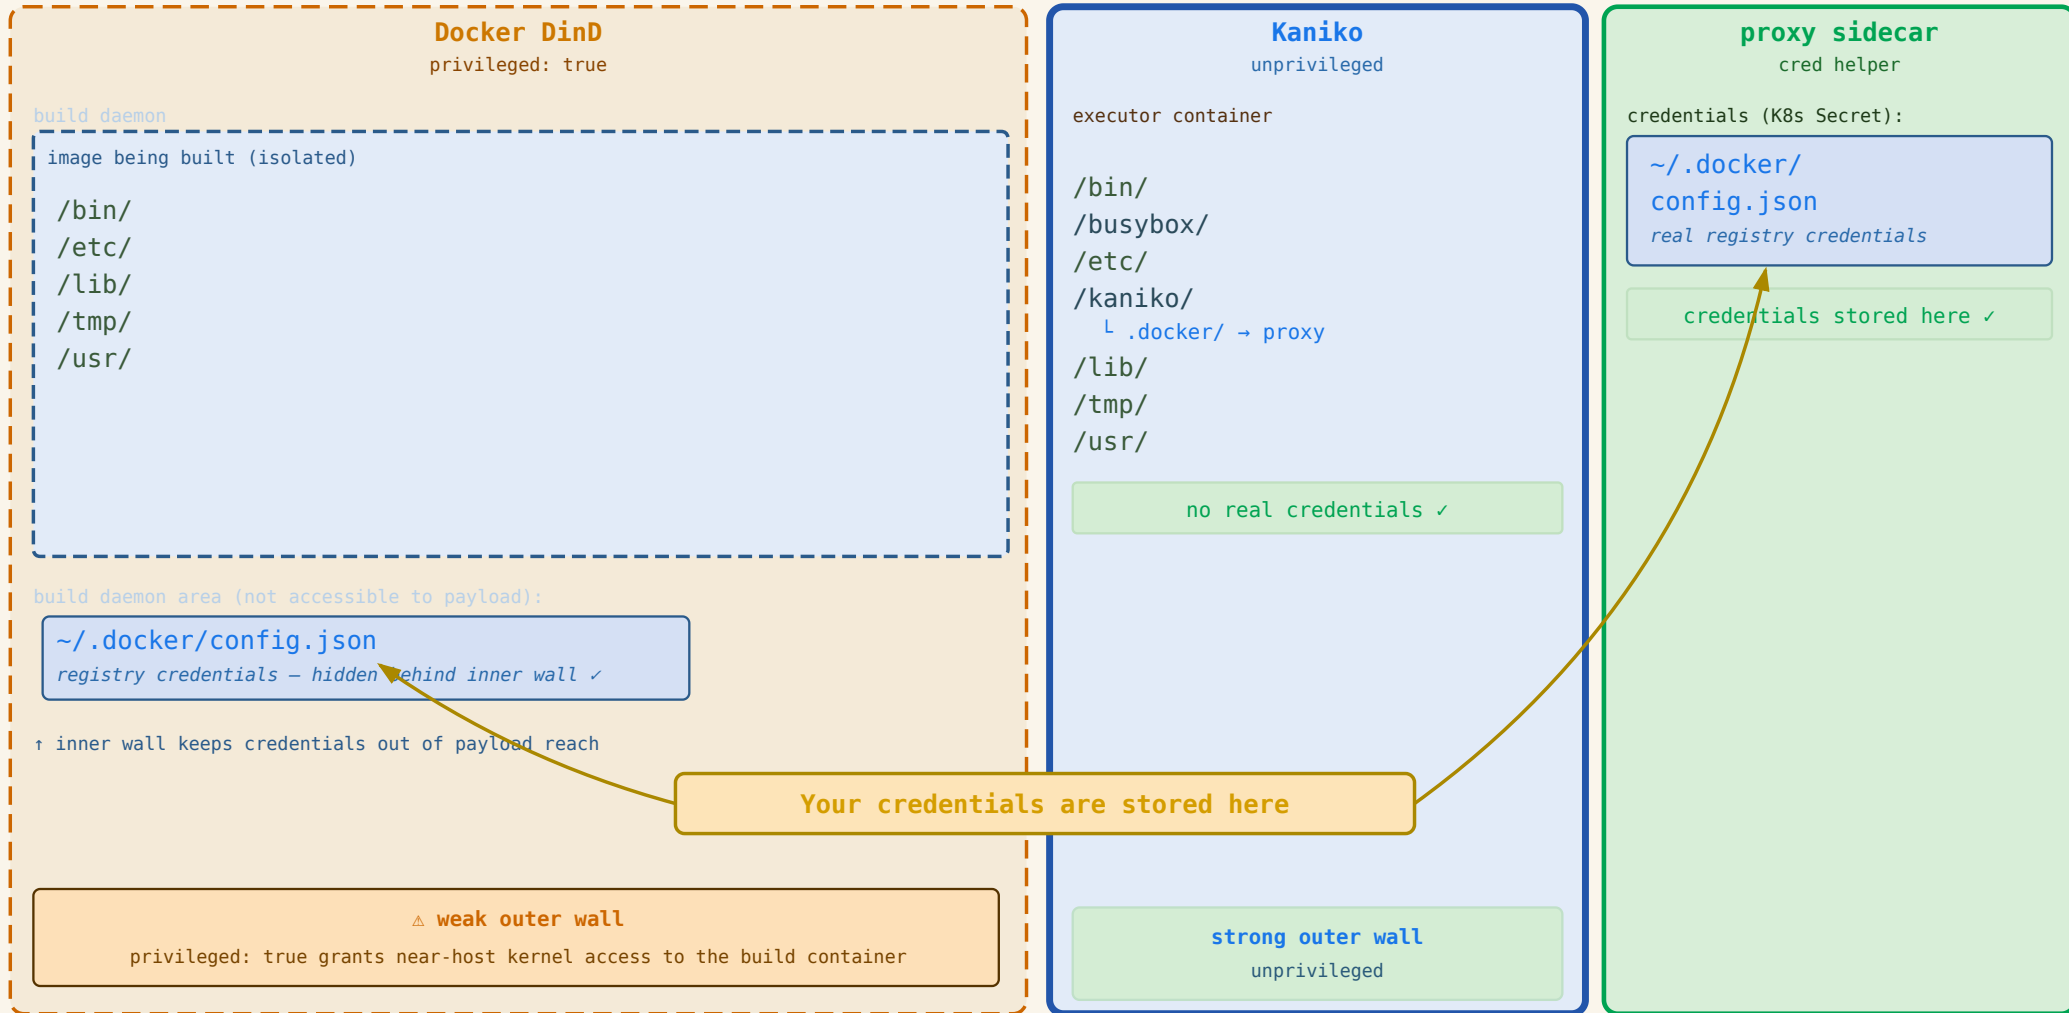 Docker DinD
privileged: true
build daemon
image being built (isolated)
/bin/
/etc/
/lib/
/tmp/
/usr/
build daemon area (not accessible to payload):
~/.docker/config.json
registry credentials — hidden behind inner wall ✓
↑ inner wall keeps credentials out of payload reach
⚠ weak outer wall
privileged: true grants near-host kernel access to the build container
Your credentials are stored here
Kaniko
unprivileged
executor container
/bin/
/busybox/
/etc/
/kaniko/
└ .docker/ → proxy
/lib/
/tmp/
/usr/
no real credentials ✓
strong outer wall
unprivileged
proxy sidecar
cred helper
credentials (K8s Secret):
~/.docker/
config.json
real registry credentials
credentials stored here ✓